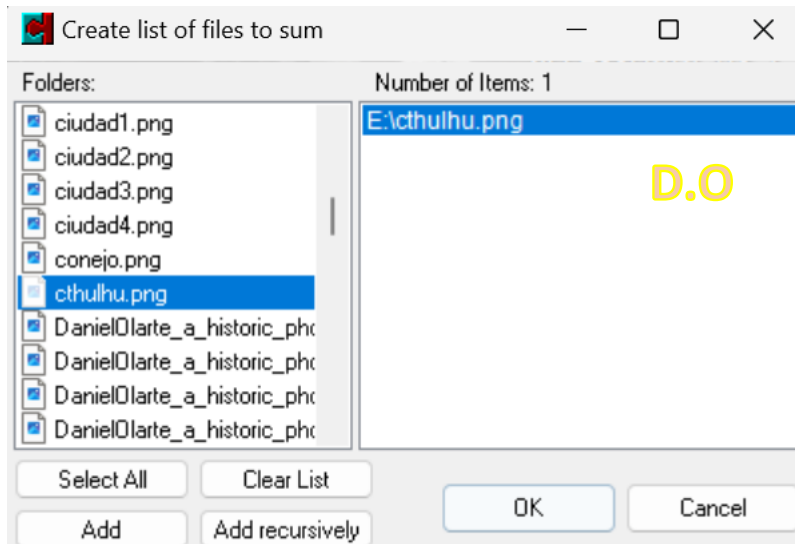 Create list of files to sum
Folders:
Number of Items: 1
ciudad1.png
ciudad2.png
ciudad3.png
ciudad4.png
conejo.png
cthulhu.png
DanielOlarte_a_historic_pho
DanielOlarte_a_historic_pho
DanielOlarte_a_historic_pho
DanielOlarte_a_historic_pho
E:\cthulhu.png
D.O
Select All
Clear List
Add
Add recursively
OK
Cancel